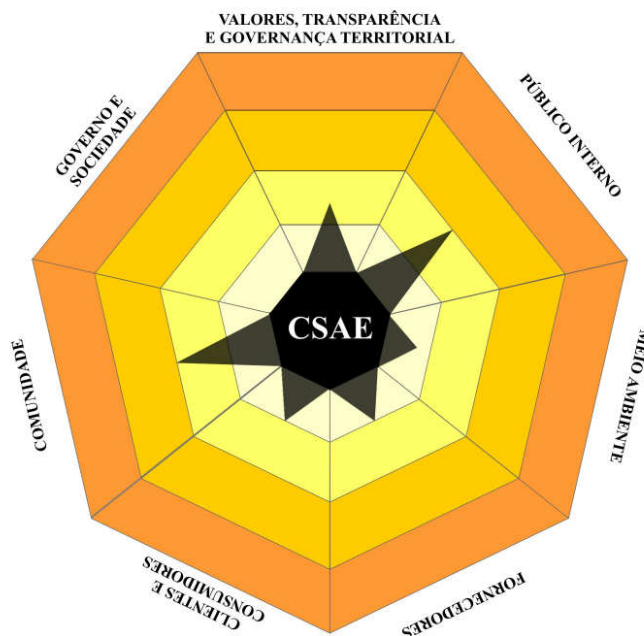 VALORES, TRANSPARÊNCIA
E GOVERNANÇA TERRITORIAL
GOVERNO E
SOCIEDADE
PÚBLICO INTERNO
CSAE
COMUNIDADE
MEIO AMBIENTE
CLIENTES E
CONSUMIDORES
FORNECEDORES